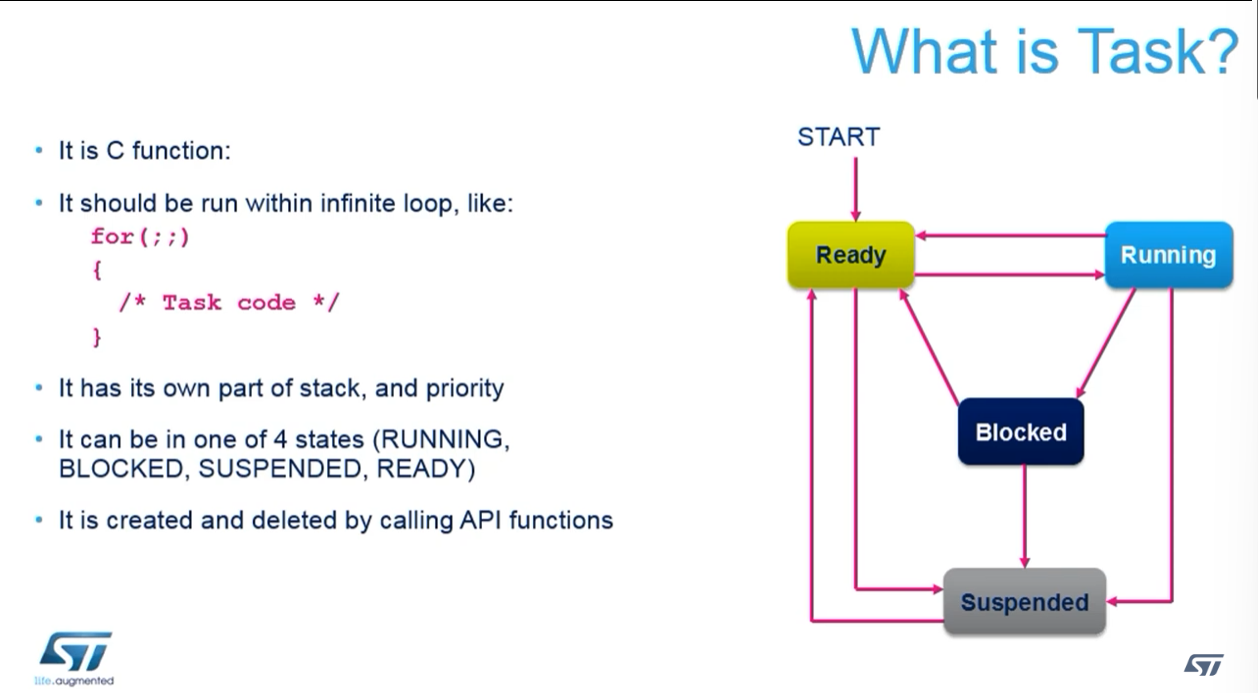 What is Task?
• It is C function:
• It should be run within infinite loop, like:
for(;;)
{
/* Task code */
}
• It has its own part of stack, and priority
• It can be in one of 4 states (RUNNING,
BLOCKED, SUSPENDED, READY)
• It is created and deleted by calling API functions
START
Ready
Running
Blocked
Suspended
ST
life.augmented
ST